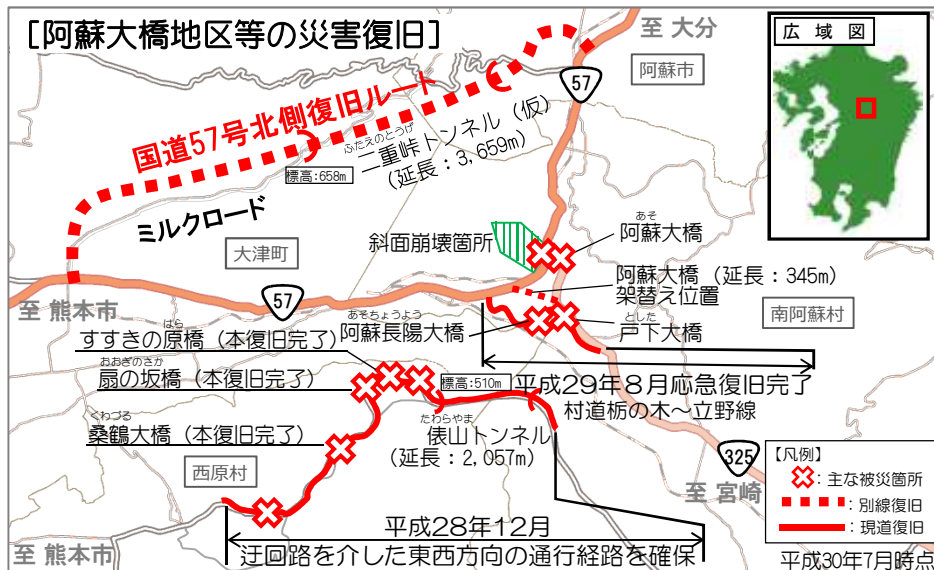 [阿蘇大橋地区等の災害復旧]
至 大分
広域図
阿蘇市
57
国道57号北側復旧ルート
ふたえのとうげ
二重峠トンネル（仮）
（延長：3,659m）
標高:658m
ミルクロード
大津町
斜面崩壊箇所
あそ
阿蘇大橋
阿蘇大橋（延長：345m）
架替え位置
57
至 熊本市
あそちょうよう
阿蘇長陽大橋
とした
戸下大橋
南阿蘇村
はら
すすきの原橋（本復旧完了）
おおぎのさか
扇の坂橋（本復旧完了）
標高:510m
平成29年8月応急復旧完了
村道栃の木～立野線
くわづる
桑鶴大橋（本復旧完了）
たわらやま
俵山トンネル
（延長：2,057m）
西原村
325
至 宮崎
【凡例】
：主な被災箇所
：別線復旧
：現道復旧
平成28年12月
迂回路を介した東西方向の通行経路を確保
至 熊本市
平成30年7月時点